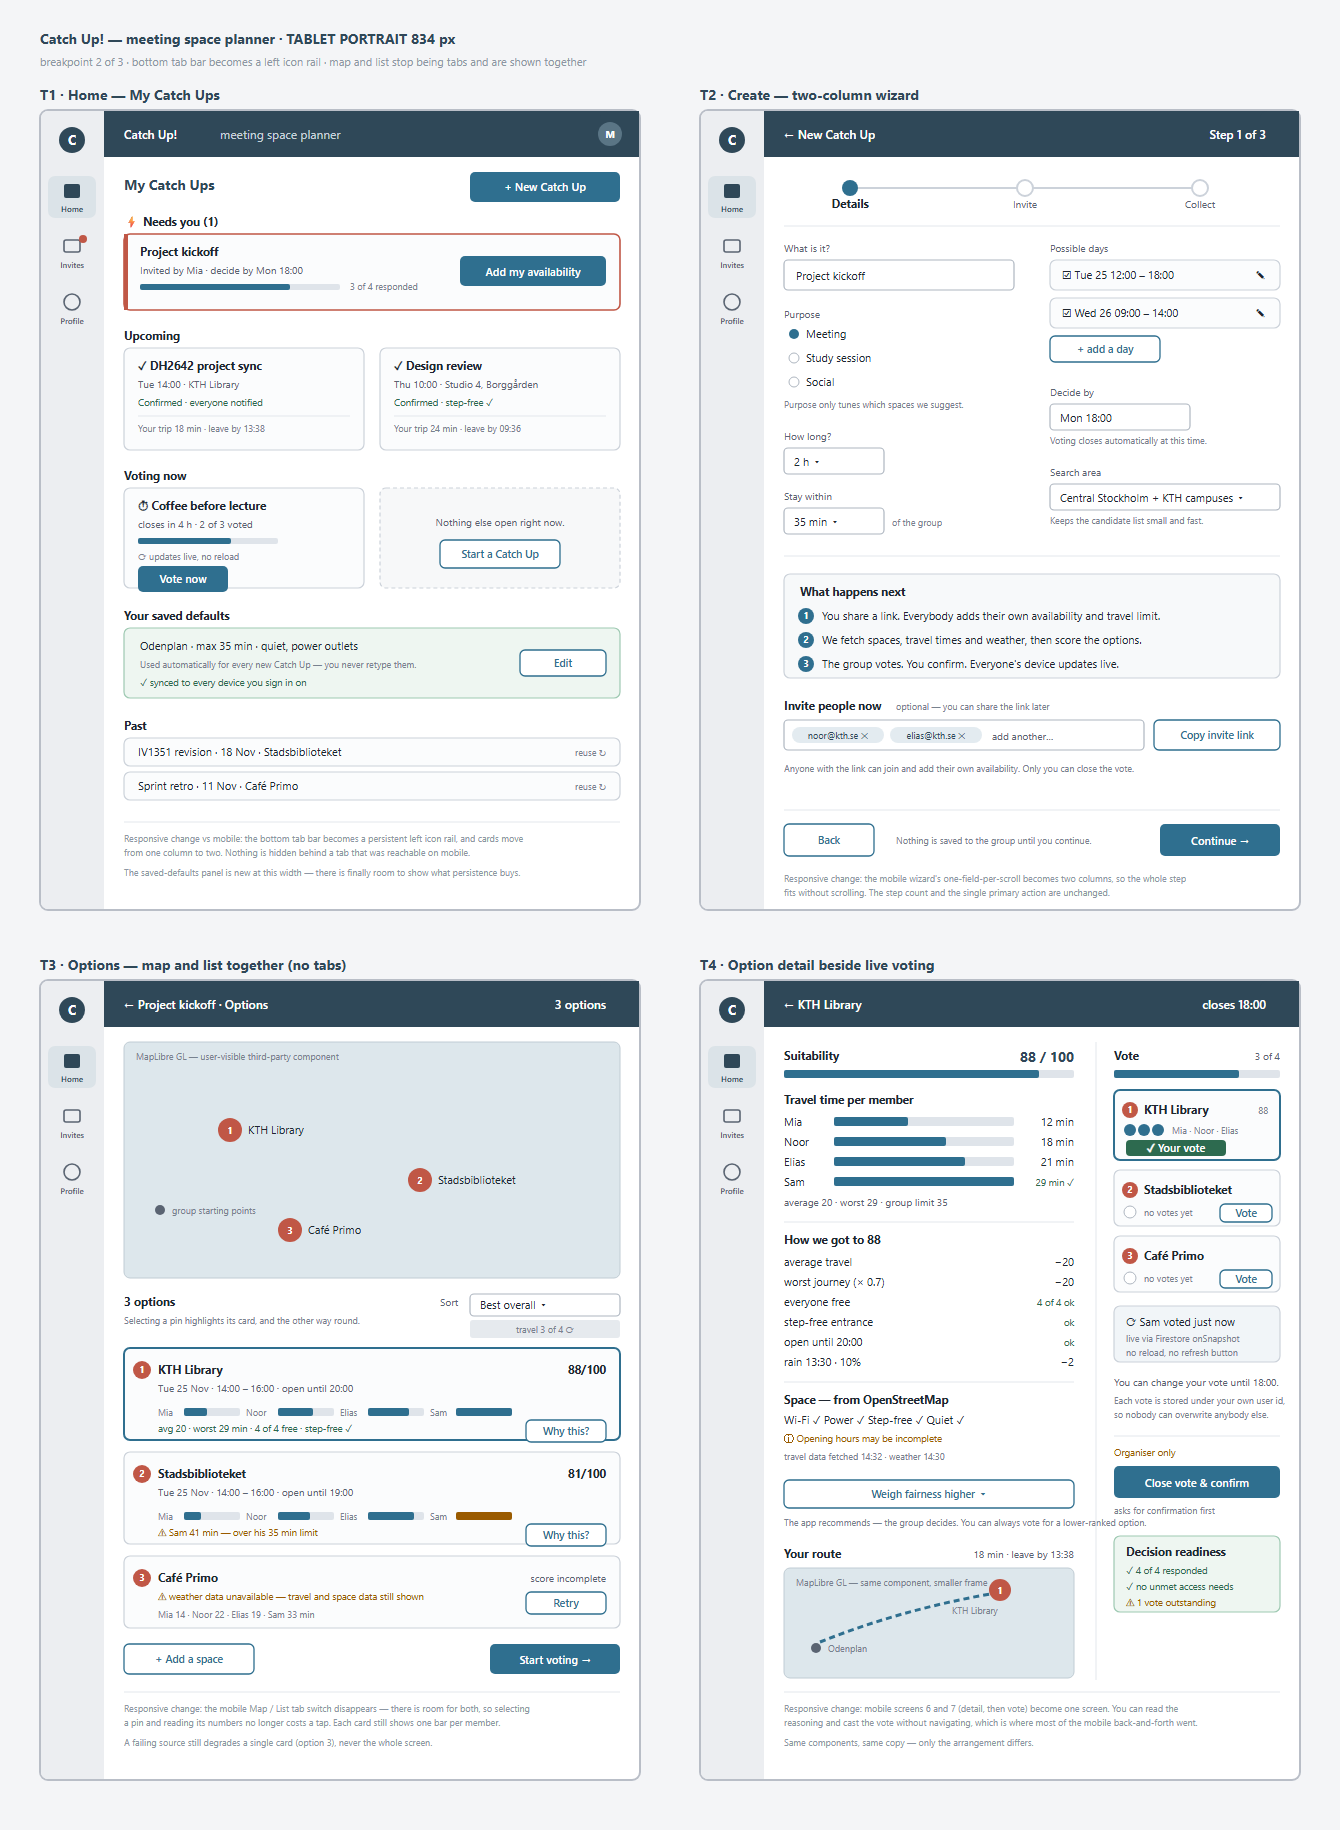 Catch Up! — meeting space planner · TABLET PORTRAIT 834 px
breakpoint 2 of 3 · bottom tab bar becomes a left icon rail · map and list stop being tabs and are shown together
T1 · Home — My Catch Ups
C
Home
Invites
Profile
Catch Up! meeting space planner M
My Catch Ups
+ New Catch Up
⚡ Needs you (1)
Project kickoff
Invited by Mia · decide by Mon 18:00
3 of 4 responded
Add my availability
Upcoming
✓ DH2642 project sync
Tue 14:00 · KTH Library
Confirmed · everyone notified
Your trip 18 min · leave by 13:38
✓ Design review
Thu 10:00 · Studio 4, Borggården
Confirmed · step-free ✓
Your trip 24 min · leave by 09:36
Voting now
⏱ Coffee before lecture
closes in 4 h · 2 of 3 voted
⟳ updates live, no reload
Vote now
Nothing else open right now.
Start a Catch Up
Your saved defaults
Odenplan · max 35 min · quiet, power outlets
Used automatically for every new Catch Up — you never retype them.
✓ synced to every device you sign in on
Edit
Past
IV1351 revision · 18 Nov · Stadsbiblioteket reuse ↻
Sprint retro · 11 Nov · Café Primo reuse ↻
Responsive change vs mobile: the bottom tab bar becomes a persistent left icon rail, and cards move
from one column to two. Nothing is hidden behind a tab that was reachable on mobile.
The saved-defaults panel is new at this width — there is finally room to show what persistence buys.
T2 · Create — two-column wizard
C
Home
Invites
Profile
← New Catch Up Step 1 of 3
Details Invite Collect
What is it?
Project kickoff
Purpose
Meeting
Study session
Social
Purpose only tunes which spaces we suggest.
How long?
2 h ▾
Stay within
35 min ▾ of the group
Possible days
☑ Tue 25 12:00 – 18:00 ✎
☑ Wed 26 09:00 – 14:00 ✎
+ add a day
Decide by
Mon 18:00
Voting closes automatically at this time.
Search area
Central Stockholm + KTH campuses ▾
Keeps the candidate list small and fast.
What happens next
1 You share a link. Everybody adds their own availability and travel limit.
2 We fetch spaces, travel times and weather, then score the options.
3 The group votes. You confirm. Everyone's device updates live.
Invite people now optional — you can share the link later
noor@kth.se ✕ elias@kth.se ✕ add another...
Copy invite link
Anyone with the link can join and add their own availability. Only you can close the vote.
Back
Nothing is saved to the group until you continue.
Continue →
Responsive change: the mobile wizard's one-field-per-scroll becomes two columns, so the whole step
fits without scrolling. The step count and the single primary action are unchanged.
T3 · Options — map and list together (no tabs)
C
Home
Invites
Profile
← Project kickoff · Options 3 options
MapLibre GL — user-visible third-party component
1 KTH Library
2 Stadsbiblioteket
group starting points
3 Café Primo
3 options
Selecting a pin highlights its card, and the other way round.
Sort Best overall ▾
travel 3 of 4 ⟳
1 KTH Library 88/100
Tue 25 Nov · 14:00 – 16:00 · open until 20:00
Mia Noor Elias Sam
avg 20 · worst 29 min · 4 of 4 free · step-free ✓
Why this?
2 Stadsbiblioteket 81/100
Tue 25 Nov · 14:00 – 16:00 · open until 19:00
Mia Noor Elias Sam
⚠ Sam 41 min — over his 35 min limit
Why this?
3 Café Primo score incomplete
⚠ weather data unavailable — travel and space data still shown
Mia 14 · Noor 22 · Elias 19 · Sam 33 min
Retry
+ Add a space
Start voting →
Responsive change: the mobile Map / List tab switch disappears — there is room for both, so selecting
a pin and reading its numbers no longer costs a tap. Each card still shows one bar per member.
A failing source still degrades a single card (option 3), never the whole screen.
T4 · Option detail beside live voting
C
Home
Invites
Profile
← KTH Library closes 18:00
Suitability 88 / 100
Travel time per member
Mia 12 min
Noor 18 min
Elias 21 min
Sam 29 min ✓
average 20 · worst 29 · group limit 35
How we got to 88
average travel −20
worst journey (× 0.7) −20
everyone free 4 of 4 ok
step-free entrance ok
open until 20:00 ok
rain 13:30 · 10% −2
Space — from OpenStreetMap
Wi-Fi ✓ Power ✓ Step-free ✓ Quiet ✓
ⓘ Opening hours may be incomplete
travel data fetched 14:32 · weather 14:30
Weigh fairness higher ▾
The app recommends — the group decides. You can always vote for a lower-ranked option.
Your route 18 min · leave by 13:38
MapLibre GL — same component, smaller frame
1
KTH Library
Odenplan
Vote 3 of 4
1 KTH Library 88
Mia · Noor · Elias
✓ Your vote
2 Stadsbiblioteket
no votes yet Vote
3 Café Primo
no votes yet Vote
⟳ Sam voted just now
live via Firestore onSnapshot
no reload, no refresh button
You can change your vote until 18:00.
Each vote is stored under your own user id,
so nobody can overwrite anybody else.
Organiser only
Close vote & confirm
asks for confirmation first
Decision readiness
✓ 4 of 4 responded
✓ no unmet access needs
⚠ 1 vote outstanding
Responsive change: mobile screens 6 and 7 (detail, then vote) become one screen. You can read the
reasoning and cast the vote without navigating, which is where most of the mobile back-and-forth went.
Same components, same copy — only the arrangement differs.